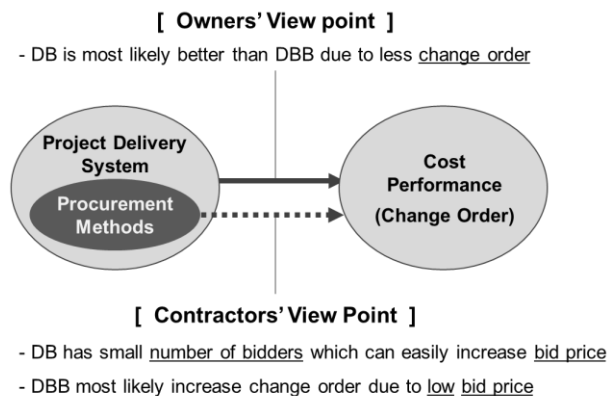 [ Owners' View point ]
- DB is most likely better than DBB due to less change order
Project Delivery
System
Procurement
Methods
Cost
Performance
(Change Order)
[ Contractors' View Point ]
- DB has small number of bidders which can easily increase bid price
- DBB most likely increase change order due to low bid price